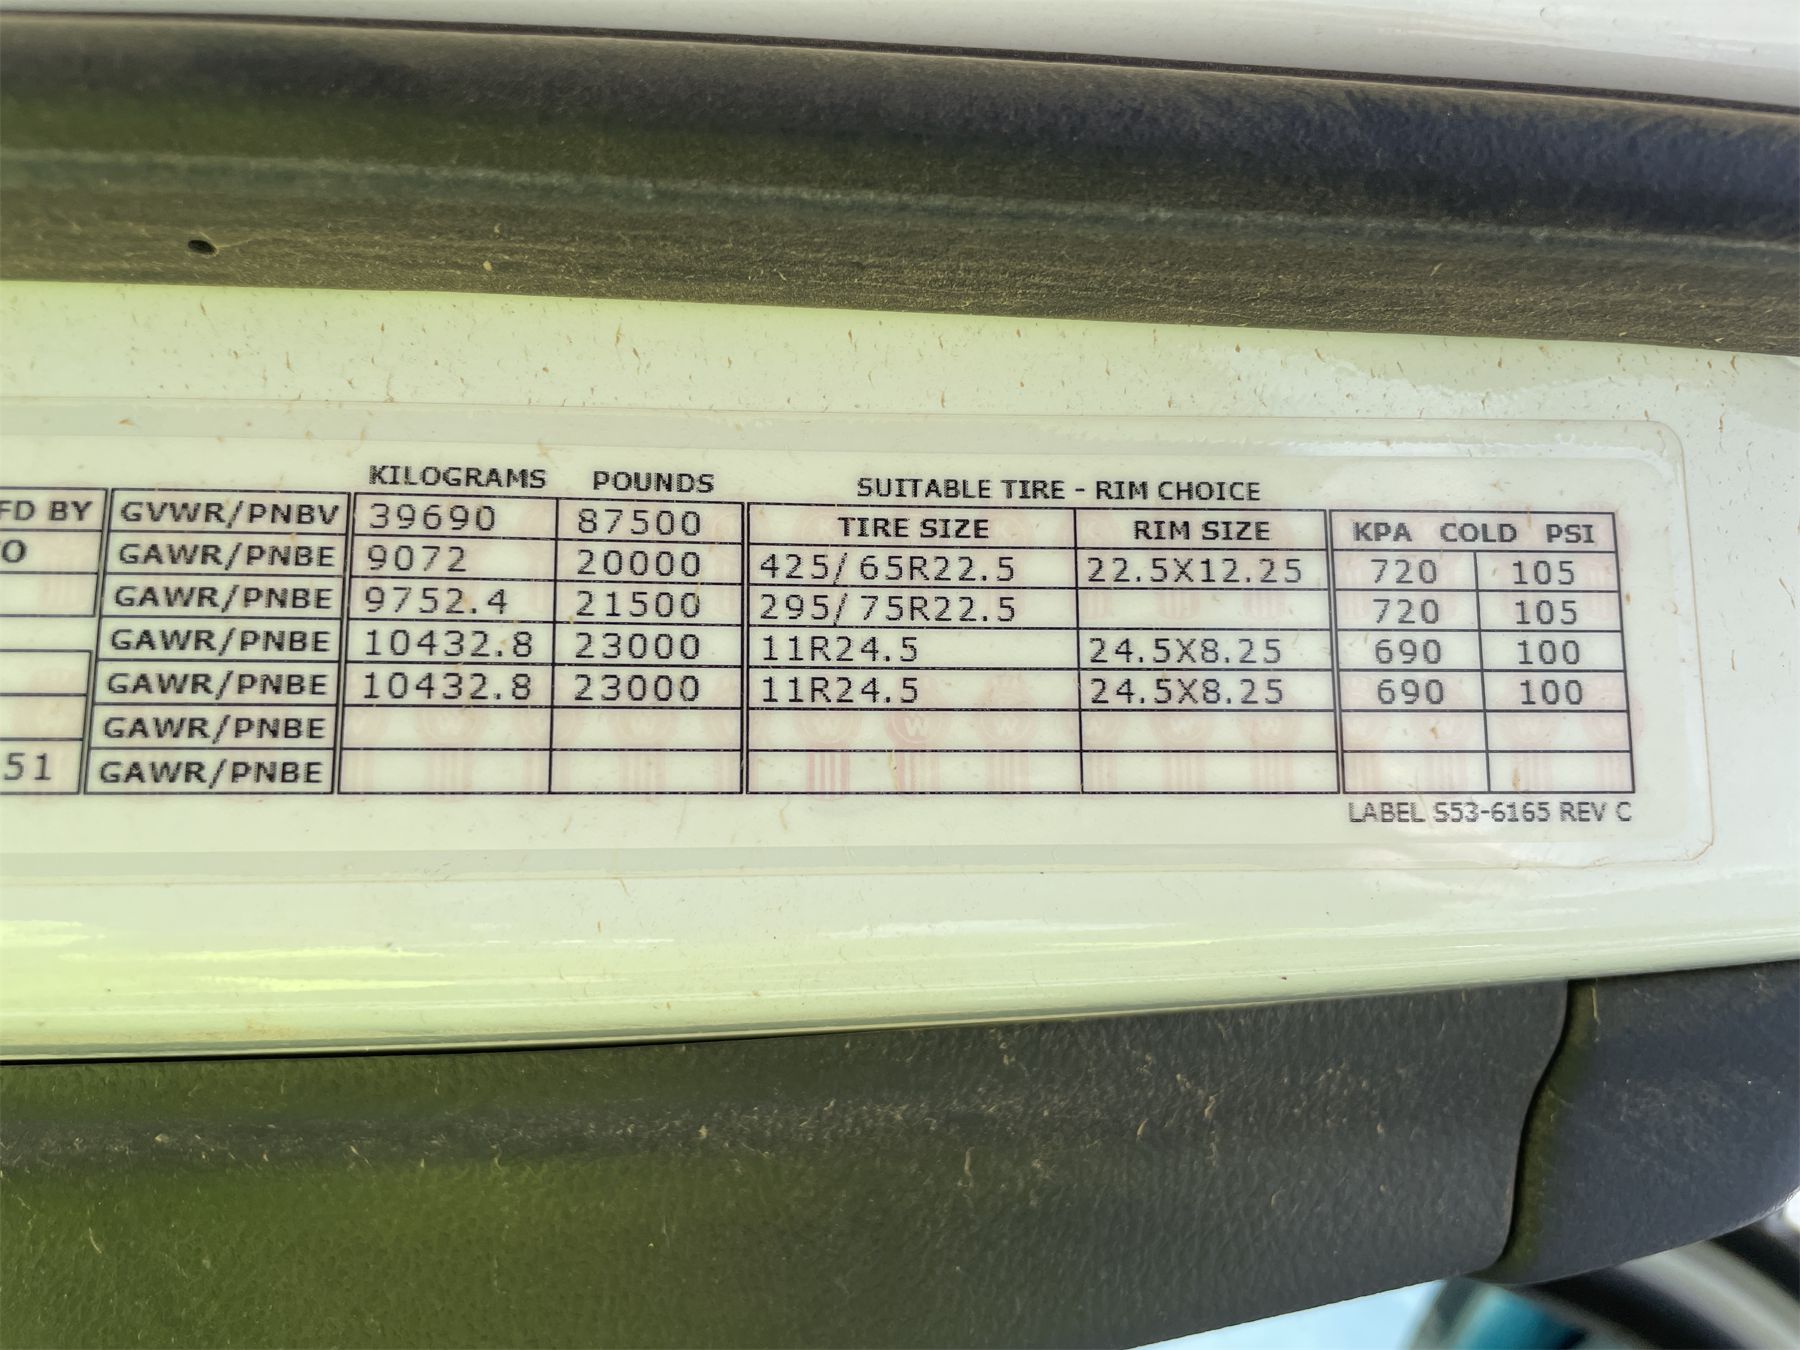 KILOGRAMS POUNDS SUITABLE TIRE - RIM CHOICE
FD BY GVWR/PNBV 39690 87500 TIRE SIZE RIM SIZE KPA COLD PSI
O GAWR/PNBE 9072 20000 425/65R22.5 22.5X12.25 720 105
GAWR/PNBE 9752.4 21500 295/75R22.5 720 105
GAWR/PNBE 10432.8 23000 11R24.5 24.5X8.25 690 100
GAWR/PNBE 10432.8 23000 11R24.5 24.5X8.25 690 100
GAWR/PNBE
51 GAWR/PNBE
LABEL S53-6165 REV C